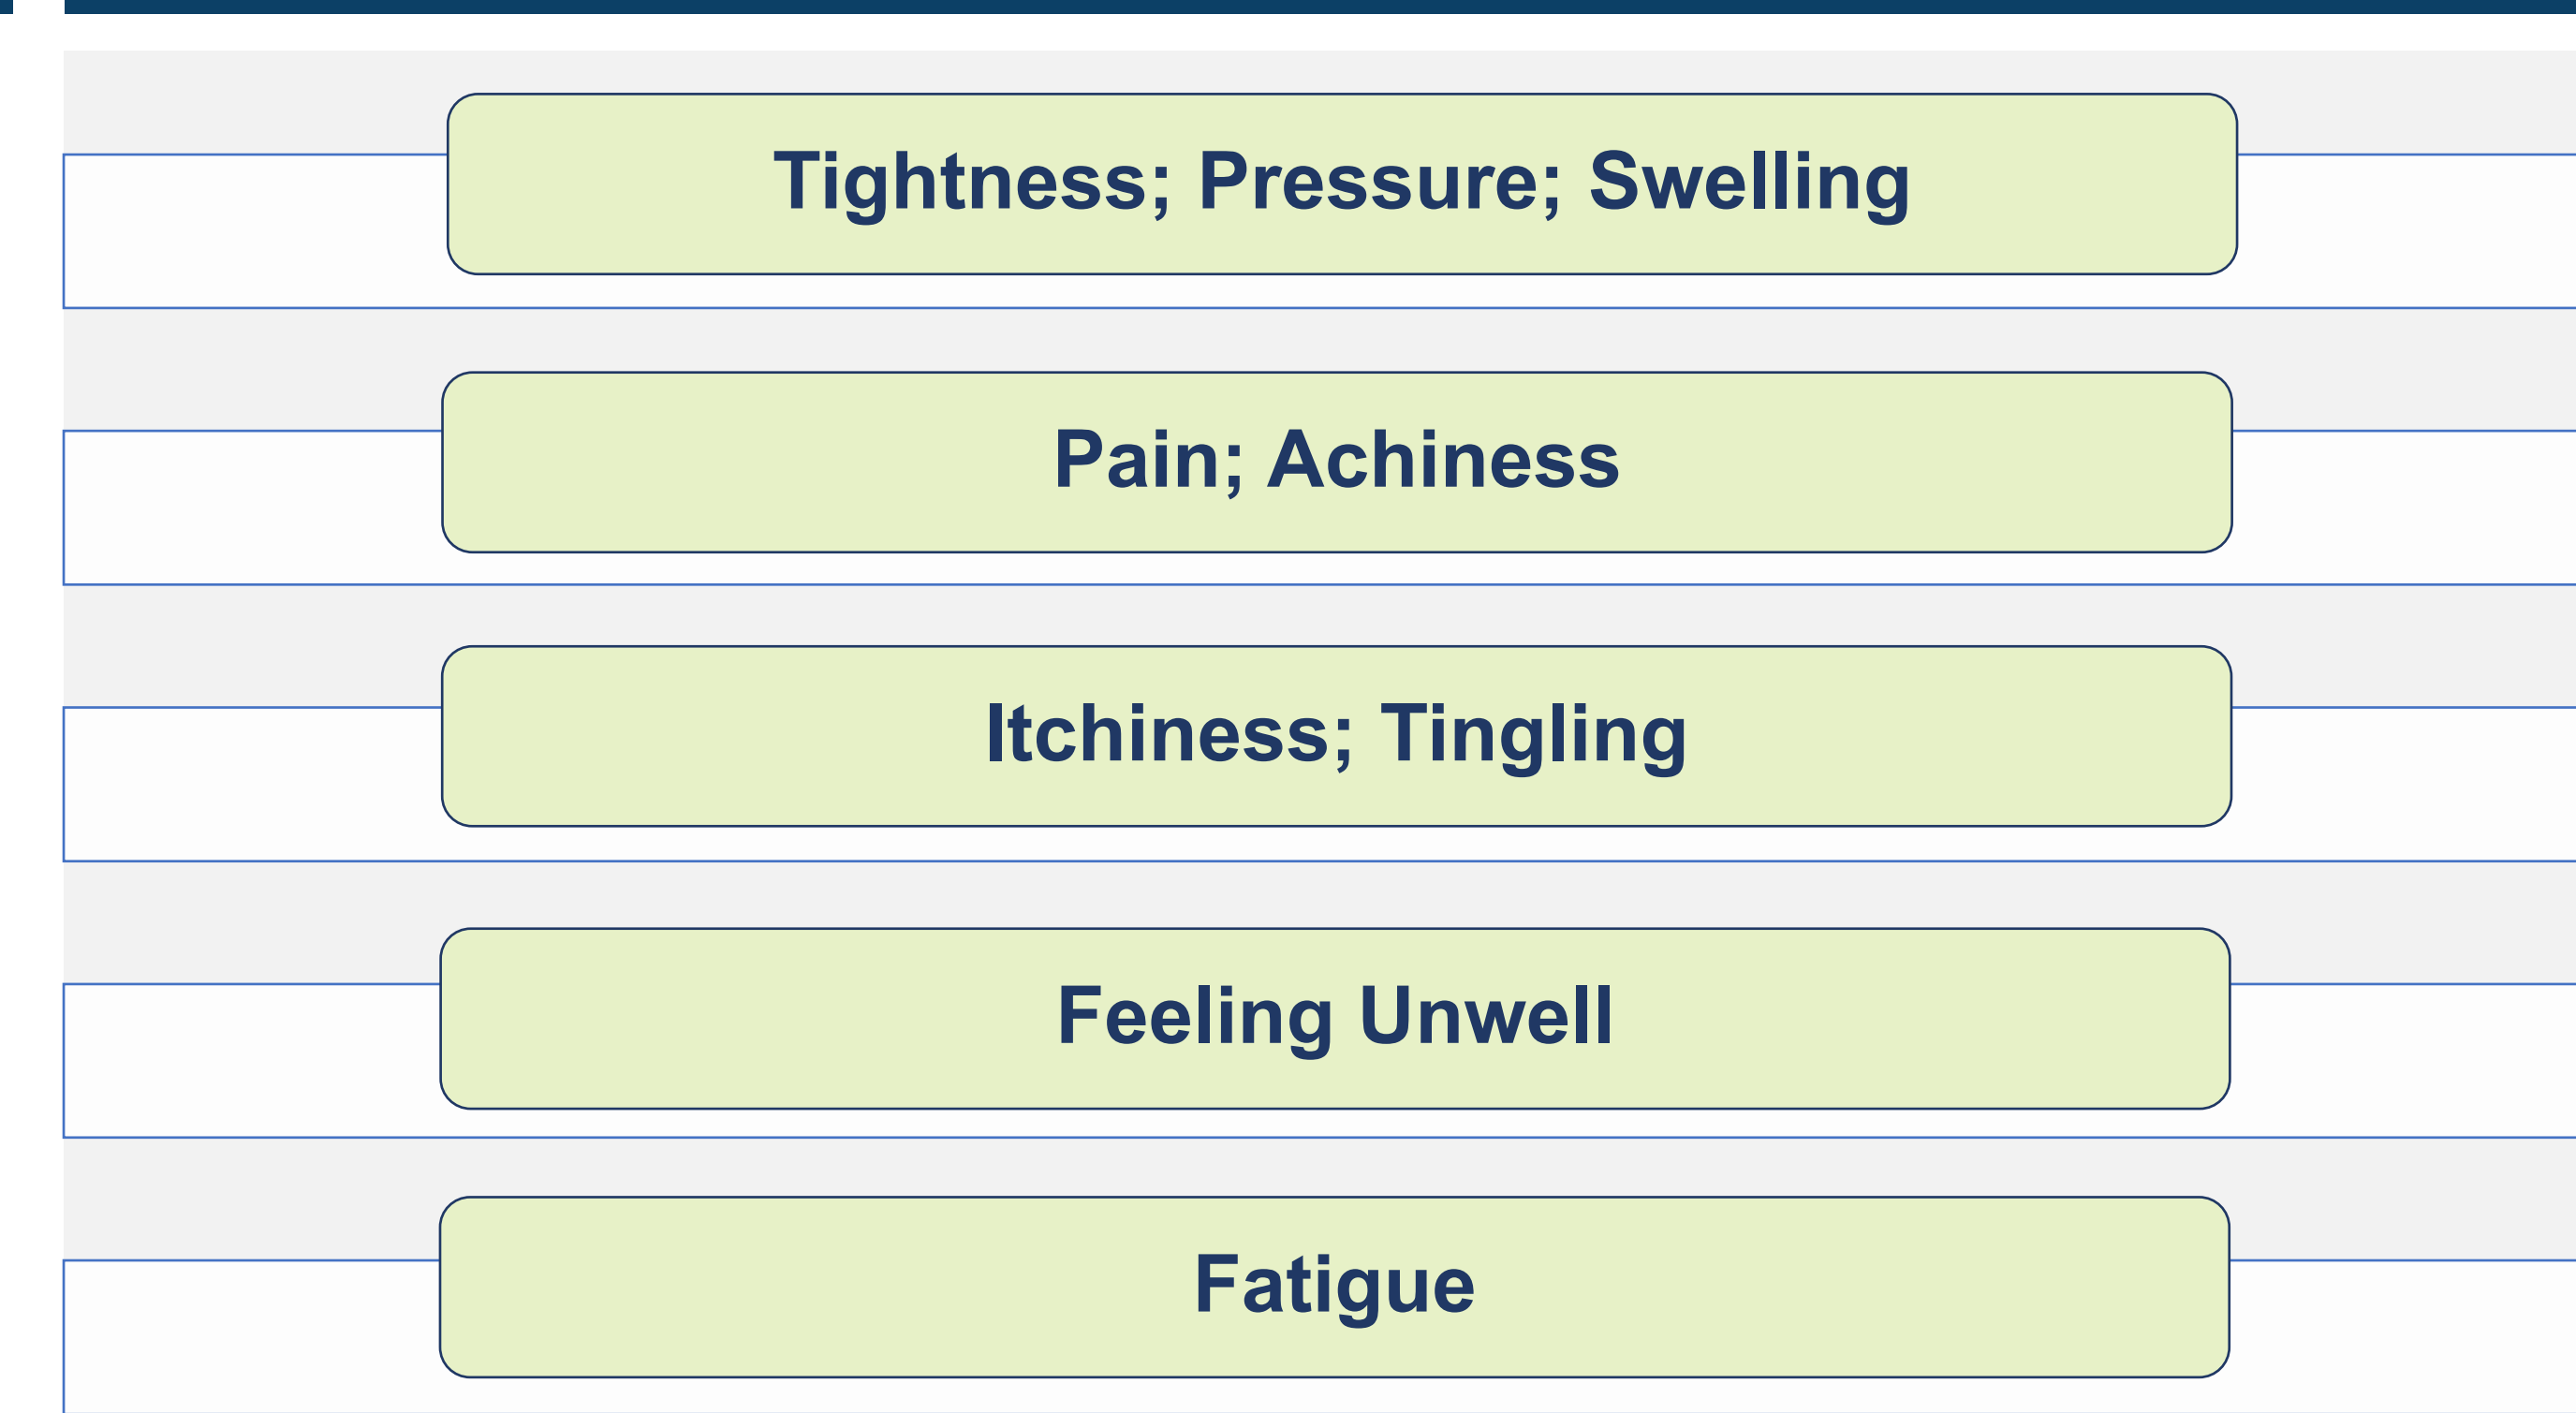 Tightness; Pressure; Swelling
Pain; Achiness
Itchiness; Tingling
Feeling Unwell
Fatigue